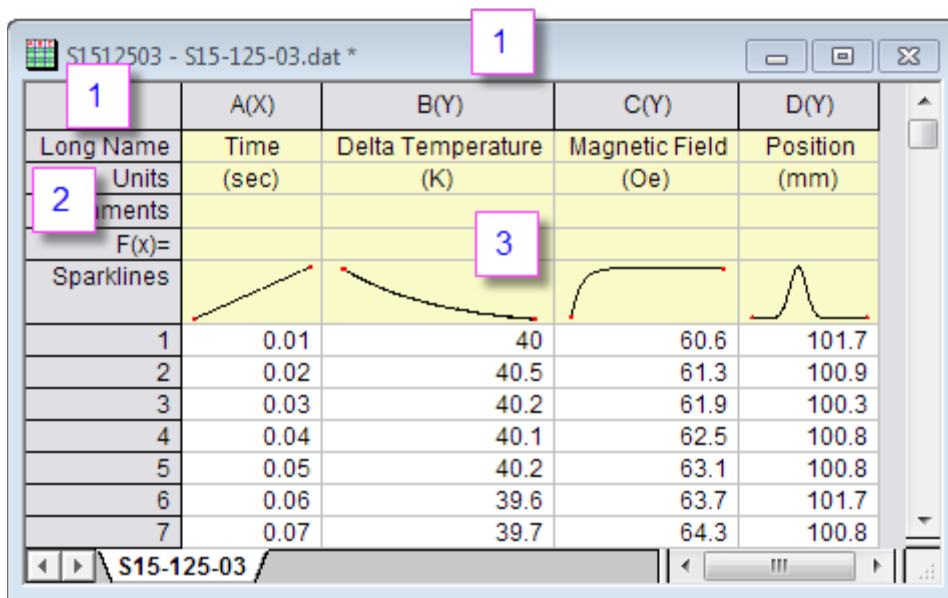 S1512503 - S15-125-03.dat *
1
1
A(X) B(Y) C(Y) D(Y)
Long Name Time Delta Temperature Magnetic Field Position
Units (sec) (K) (Oe) (mm)
2
mments
F(x)=
3
Sparklines
1 0.01 40 60.6 101.7
2 0.02 40.5 61.3 100.9
3 0.03 40.2 61.9 100.3
4 0.04 40.1 62.5 100.8
5 0.05 40.2 63.1 100.8
6 0.06 39.6 63.7 101.7
7 0.07 39.7 64.3 100.8
S15-125-03